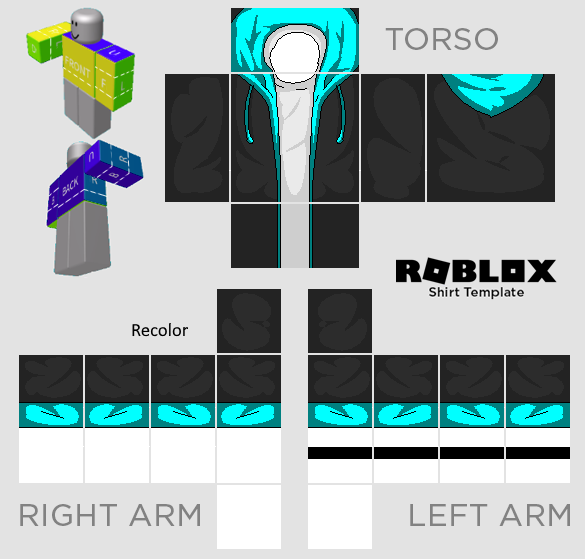 TORSO
FRONT
F
L
U
BACK
R
B
R
U
ROBLOX
Shirt Template
Recolor
RIGHT ARM
LEFT ARM